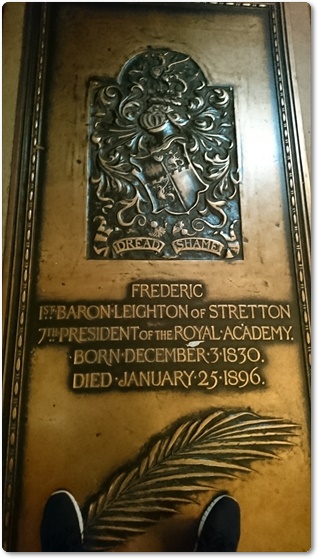 DREAD SHAME
FREDERIC
1ST BARON·LEIGHTON OF STRETTON
7TH PRESIDENT OF THE ROYAL·ACADEMY.
·BORN·DECEMBER·3·1830.
DIED·JANUARY·25·1896.